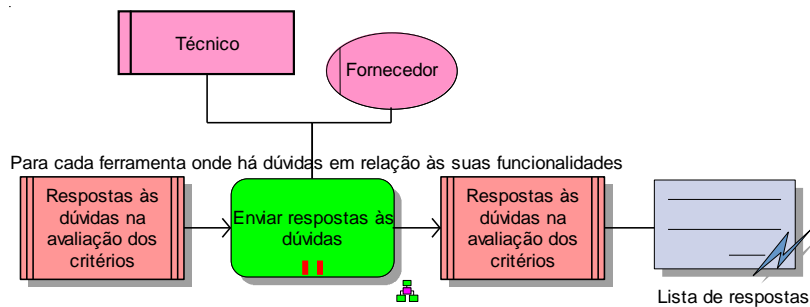 Técnico
Fornecedor
Para cada ferramenta onde há dúvidas em relação às suas funcionalidades
Respostas às
dúvidas na
avaliação dos
critérios
Enviar respostas às
dúvidas
Respostas às
dúvidas na
avaliação dos
critérios
Lista de respostas